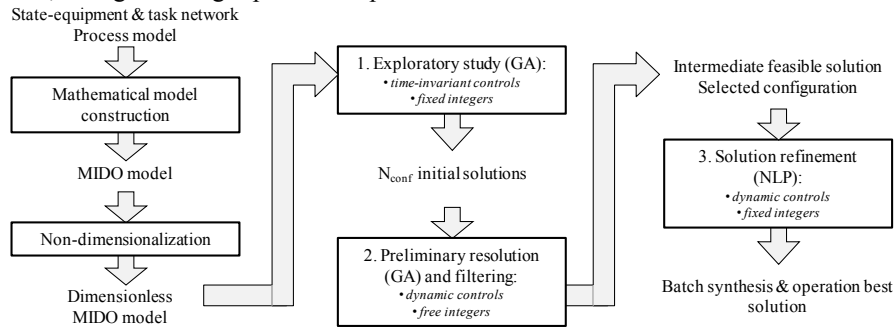 State-equipment & task network
Process model
Mathematical model
construction
MIDO model
Non-dimensionalization
Dimensionless
MIDO model
1. Exploratory study (GA):
• time-invariant controls
• fixed integers
Nconf initial solutions
2. Preliminary resolution
(GA) and filtering:
• dynamic controls
• free integers
Intermediate feasible solution
Selected configuration
3. Solution refinement
(NLP):
• dynamic controls
• fixed integers
Batch synthesis & operation best
solution